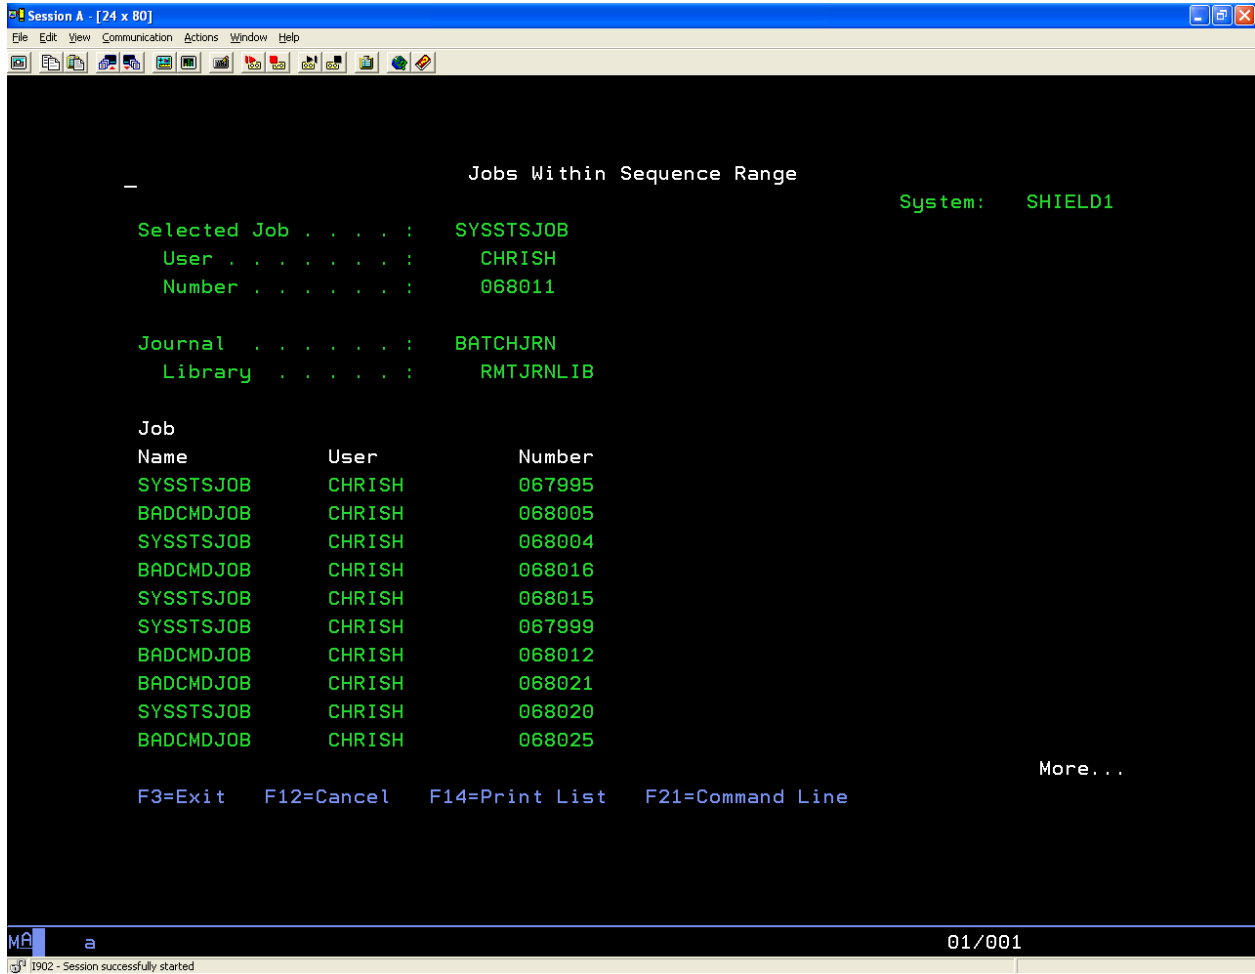 Session A - [24 x 80]
File Edit View Communication Actions Window Help
Jobs Within Sequence Range
System: SHIELD1
Selected Job . . . . : SYSSTSJOB
User . . . . . . . : CHRISH
Number . . . . . . : 068011
Journal . . . . . . : BATCHJRN
Library . . . . . : RMTJRNLIB
Job
Name User Number
SYSSTSJOB CHRISH 067995
BADCMDJOB CHRISH 068005
SYSSTSJOB CHRISH 068004
BADCMDJOB CHRISH 068016
SYSSTSJOB CHRISH 068015
SYSSTSJOB CHRISH 067999
BADCMDJOB CHRISH 068012
BADCMDJOB CHRISH 068021
SYSSTSJOB CHRISH 068020
BADCMDJOB CHRISH 068025
More...
F3=Exit F12=Cancel F14=Print List F21=Command Line
MA a 01/001
I902 - Session successfully started